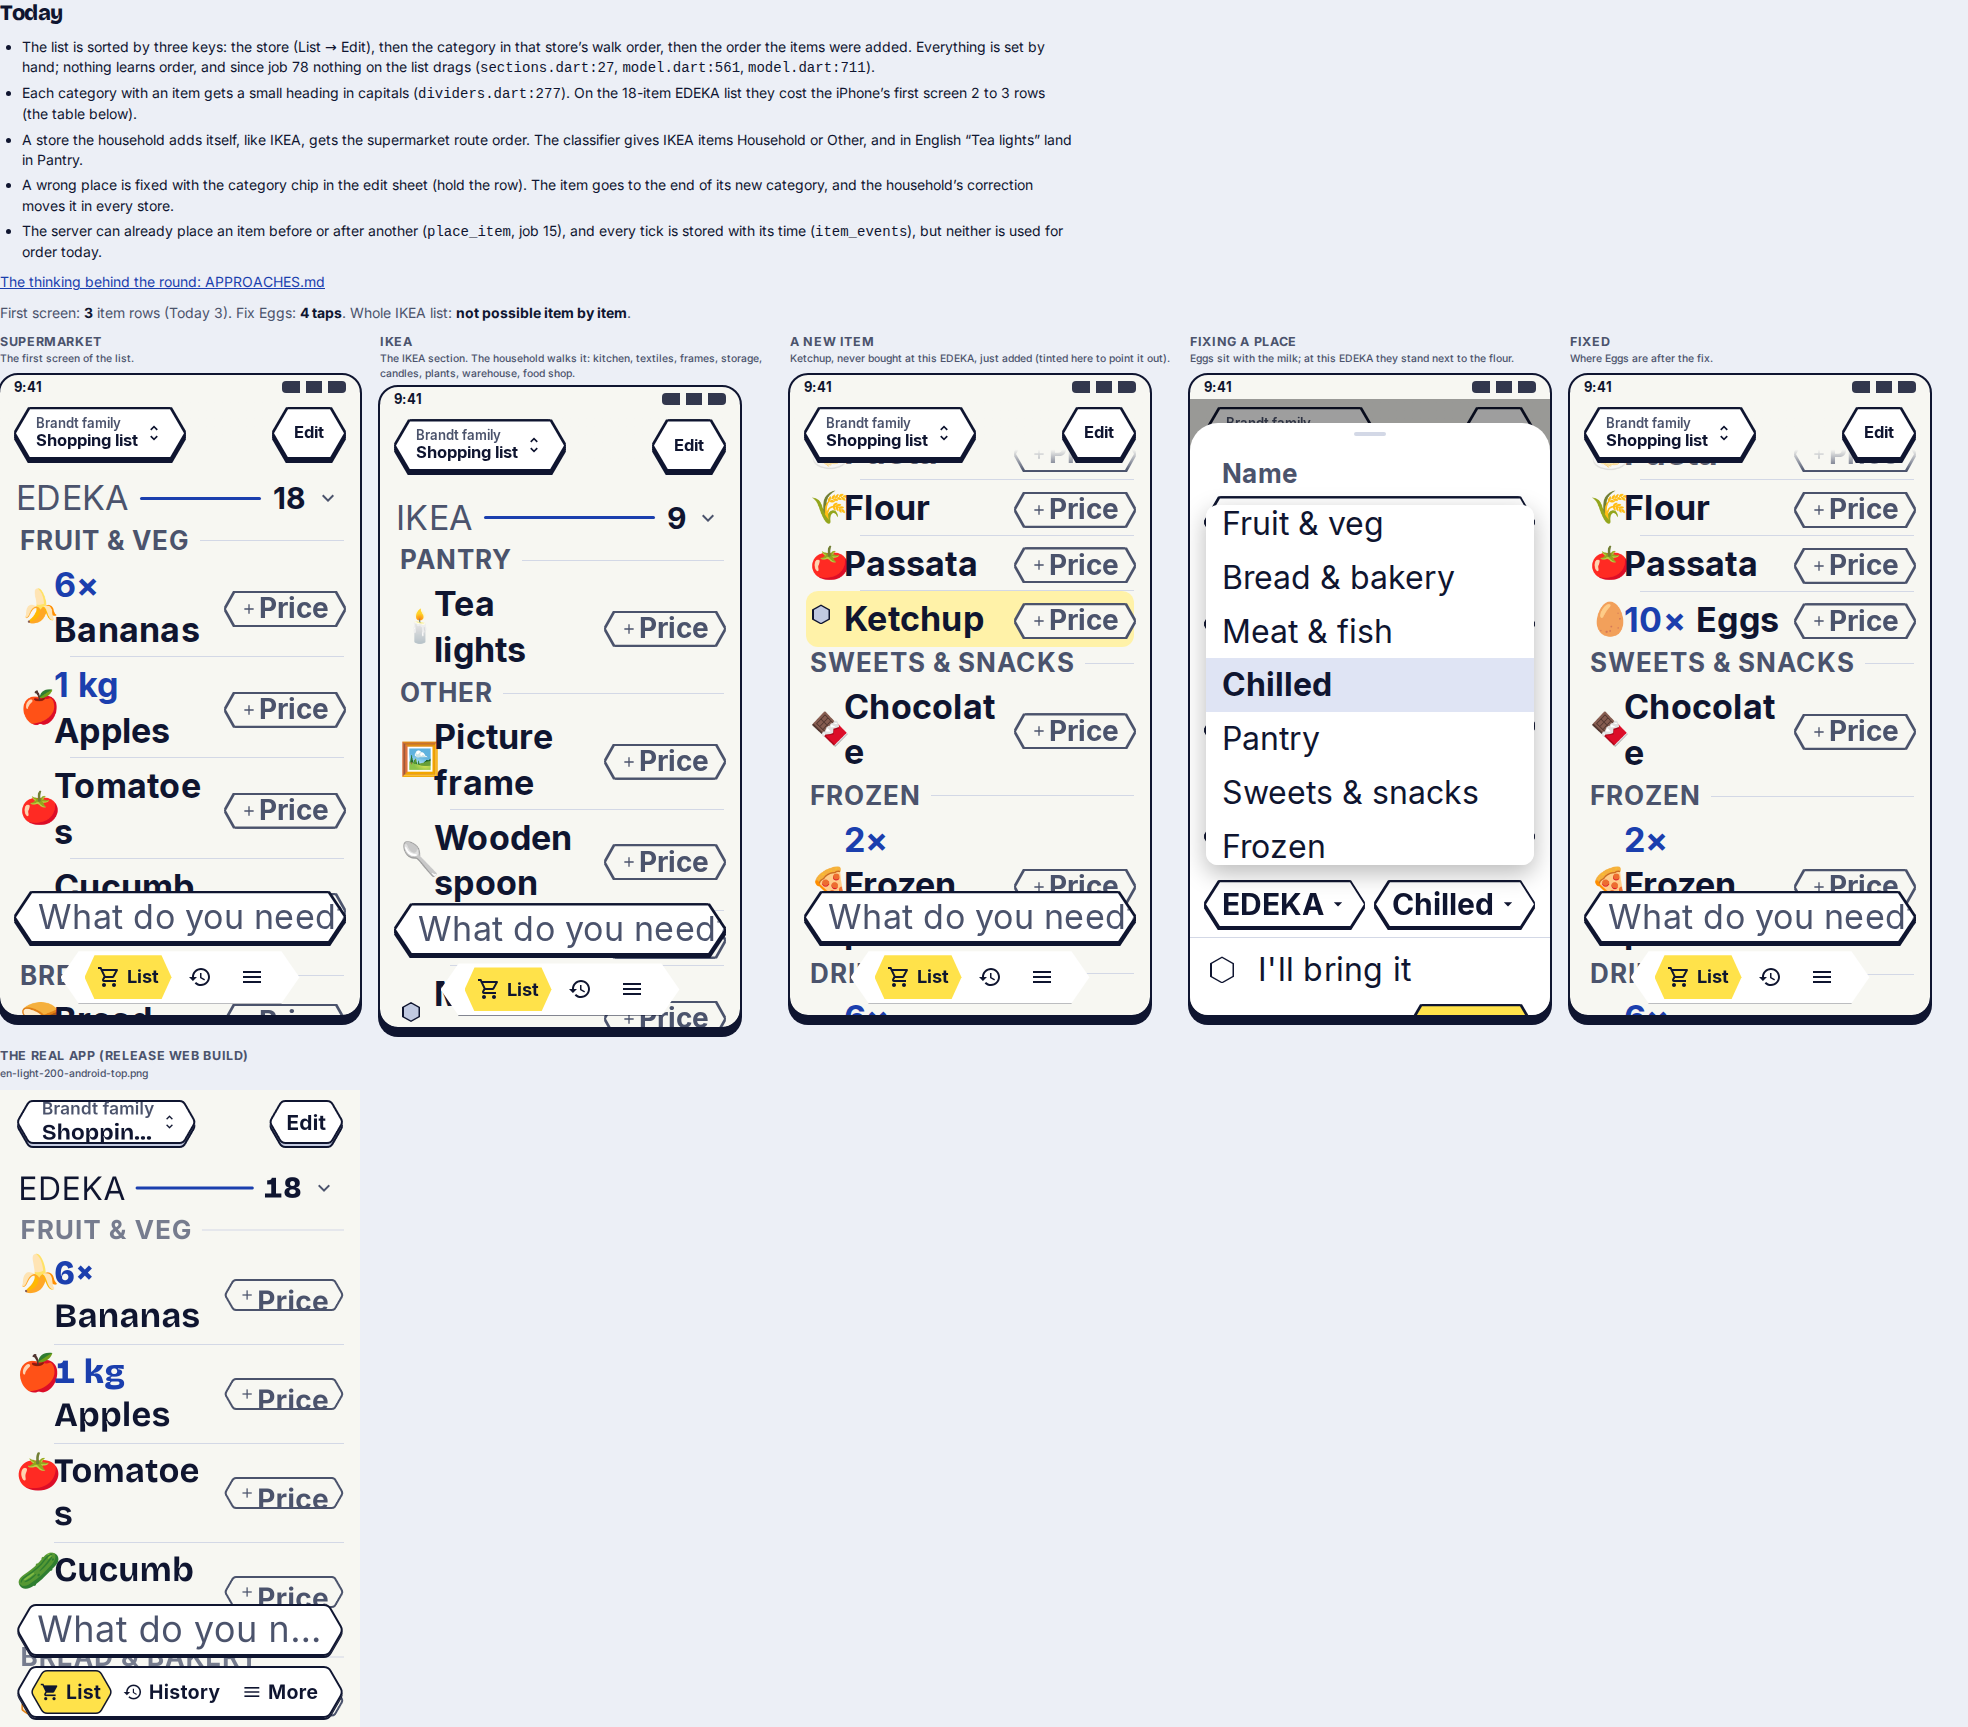 Today
• The list is sorted by three keys: the store (List → Edit), then the category in that store's walk order, then the order the items were added. Everything is set by
hand; nothing learns order, and since job 78 nothing on the list drags (sections.dart:27, model.dart:561, model.dart:711).
• Each category with an item gets a small heading in capitals (dividers.dart:277). On the 18-item EDEKA list they cost the iPhone's first screen 2 to 3 rows
(the table below).
• A store the household adds itself, like IKEA, gets the supermarket route order. The classifier gives IKEA items Household or Other, and in English “Tea lights” land
in Pantry.
• A wrong place is fixed with the category chip in the edit sheet (hold the row). The item goes to the end of its new category, and the household's correction
moves it in every store.
• The server can already place an item before or after another (place_item, job 15), and every tick is stored with its time (item_events), but neither is used for
order today.
The thinking behind the round: APPROACHES.md
First screen: 3 item rows (Today 3). Fix Eggs: 4 taps. Whole IKEA list: not possible item by item.
SUPERMARKET
The first screen of the list.
9:41
Brandt family
Shopping list
Edit
EDEKA 18
FRUIT & VEG
6×
Bananas
+ Price
1 kg
Apples
+ Price
Tomatoe
s
+ Price
Cucumb
What do you need
BRE
List
Bread
IKEA
The IKEA section. The household walks it: kitchen, textiles, frames, storage,
candles, plants, warehouse, food shop.
9:41
Brandt family
Shopping list
Edit
IKEA 9
PANTRY
Tea
lights
+ Price
OTHER
Picture
frame
+ Price
Wooden
spoon
+ Price
What do you need
List
+ Price
A NEW ITEM
Ketchup, never bought at this EDEKA, just added (tinted here to point it out).
9:41
Brandt family
Shopping list
Edit
Flour
+ Price
Passata
+ Price
Ketchup
+ Price
SWEETS & SNACKS
Chocolat
e
+ Price
FROZEN
2×
Frozen
+ Price
What do you need
DRI
List
6×
FIXING A PLACE
Eggs sit with the milk; at this EDEKA they stand next to the flour.
9:41
Brandt family
Name
Fruit & veg
Bread & bakery
Meat & fish
Chilled
Pantry
Sweets & snacks
Frozen
EDEKA
Chilled
I'll bring it
FIXED
Where Eggs are after the fix.
9:41
Brandt family
Shopping list
Edit
Pasta
Flour
+ Price
Passata
+ Price
10× Eggs
+ Price
SWEETS & SNACKS
Chocolat
e
+ Price
FROZEN
2×
Frozen
+ Price
What do you need
DRI
List
6×
THE REAL APP (RELEASE WEB BUILD)
en-light-200-android-top.png
Brandt family
Shoppin...
Edit
EDEKA 18
FRUIT & VEG
6×
Bananas
+ Price
1 kg
Apples
+ Price
Tomatoe
s
+ Price
Cucumb
+ Price
What do you n...
BREAD & BAKERY
List
History
More